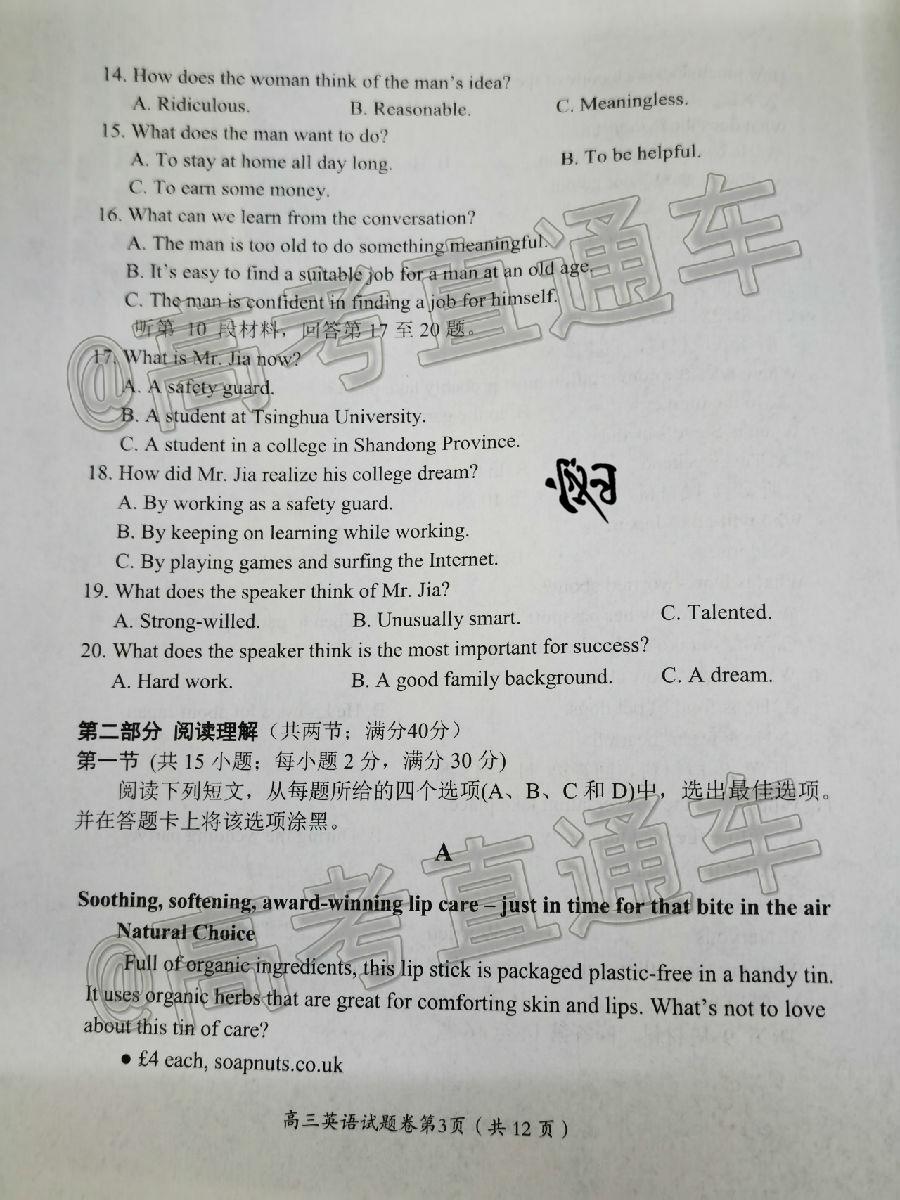 14. How does the woman think of the man's idea?
A. Ridiculous. B. Reasonable. C. Meaningless.
15. What does the man want to do?
A. To stay at home all day long. B. To be helpful.
C. To earn some money.
16. What can we learn from the conversation?
A. The man is too old to do something meaningful.
B. It's easy to find a suitable job for a man at an old age.
C. The man is confident in finding a job for himself.
听第 10 段材料，回答第 17 至 20 题。
17. What is Mr. Jia now?
A. A safety guard.
B. A student at Tsinghua University.
C. A student in a college in Shandong Province.
18. How did Mr. Jia realize his college dream?
A. By working as a safety guard.
B. By keeping on learning while working.
C. By playing games and surfing the Internet.
19. What does the speaker think of Mr. Jia?
A. Strong-willed. B. Unusually smart. C. Talented.
20. What does the speaker think is the most important for success?
A. Hard work. B. A good family background. C. A dream.
第二部分 阅读理解（共两节；满分40分）
第一节 (共 15 小题；每小题 2 分，满分 30 分)
阅读下列短文，从每题所给的四个选项(A、B、C 和 D)中，选出最佳选项。
并在答题卡上将该选项涂黑。
A
Soothing, softening, award-winning lip care – just in time for that bite in the air
Natural Choice
Full of organic ingredients, this lip stick is packaged plastic-free in a handy tin.
It uses organic herbs that are great for comforting skin and lips. What's not to love
about this tin of care?
● £4 each, soapnuts.co.uk
高三英语试题卷第3页（共 12 页）
@高考直通车
@高考直通车